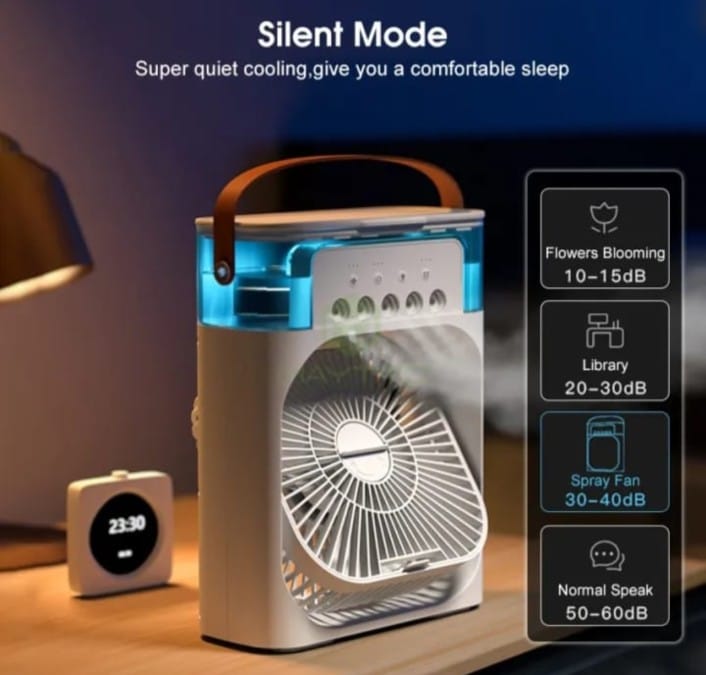 Silent Mode
Super quiet cooling,give you a comfortable sleep
Flowers Blooming
10-15dB
Library
20-30dB
Spray Fan
30-40dB
Normal Speak
50-60dB
23:30